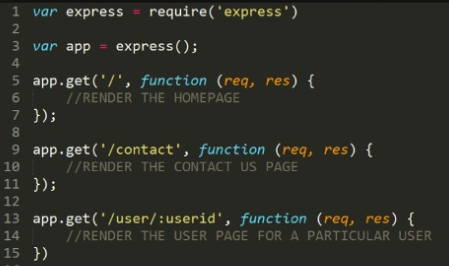 1 var express = require('express')
2
3 var app = express();
4
5 app.get('/', function (req, res) {
6     //RENDER THE HOMEPAGE
7 });
8
9 app.get('/contact', function (req, res) {
10     //RENDER THE CONTACT US PAGE
11 });
12
13 app.get('/user/:userid', function (req, res) {
14     //RENDER THE USER PAGE FOR A PARTICULAR USER
15 })